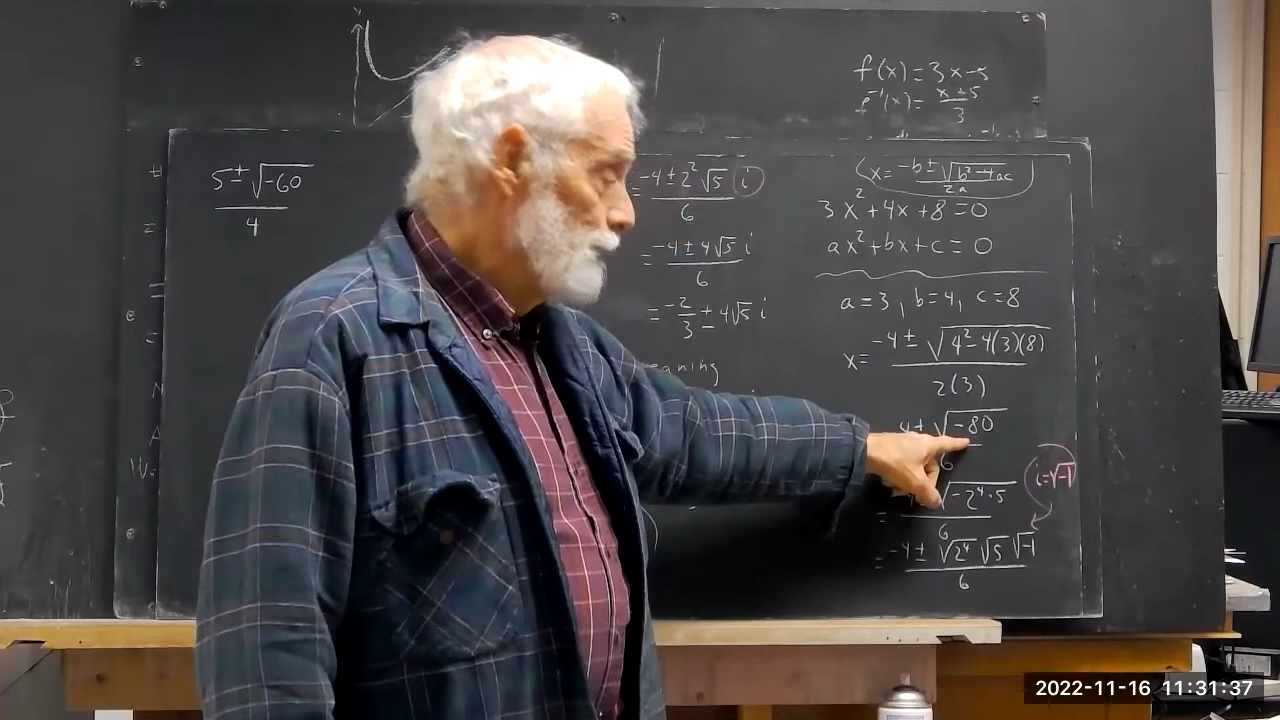 f(x) = 3x-5
f⁻¹(x) = (x+5)/3
x = (-b ± √(b²-4ac))/(2a)
3x²+4x+8=0
ax²+bx+c=0
a=3, b=4, c=8
x = (-4 ± √(4²-4(3)(8)))/(2(3))
4 ± √(-80)
6
√(-2⁴·5)
6
i=√-1
= (-4 ± √2⁴ √5 √-1)/6
= (-4 ± 2²√5 i)/6
= (-4 ± 4√5 i)/6
= -2/3 ± 4√5 i
aning
(5 ± √(-60))/4
2022-11-16 11:31:37